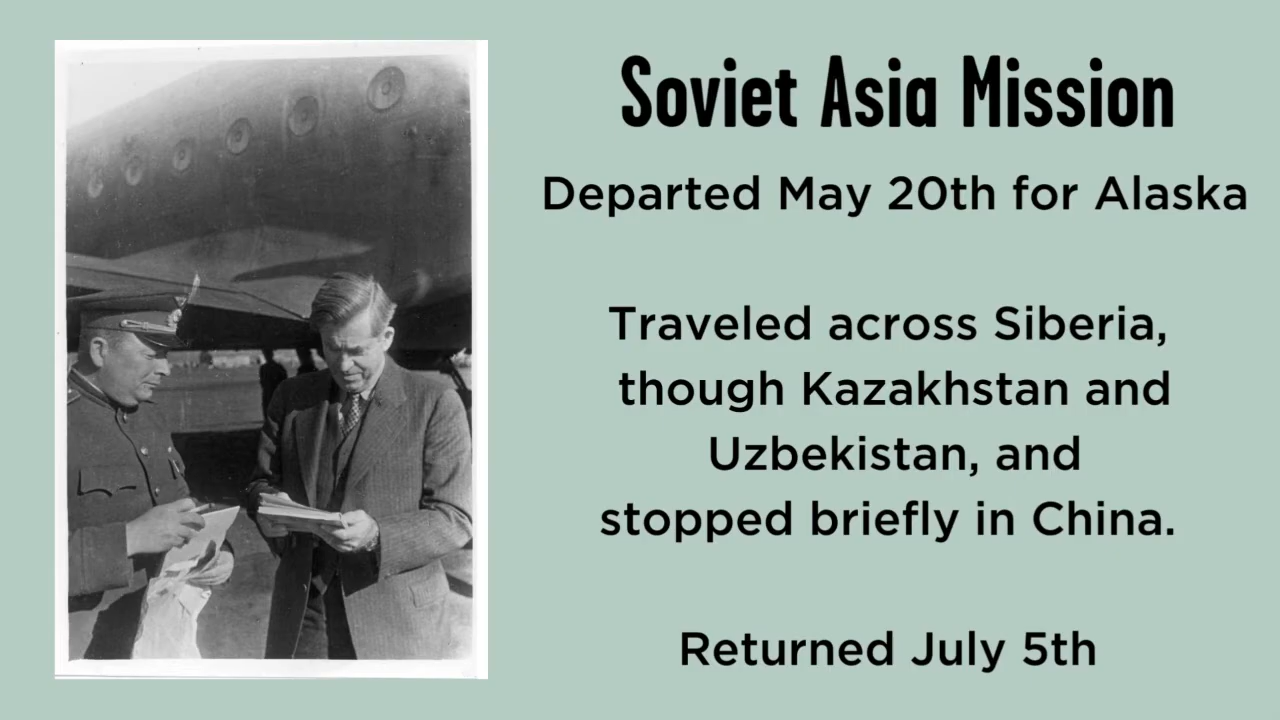 Soviet Asia Mission
Departed May 20th for Alaska
Traveled across Siberia,
though Kazakhstan and
Uzbekistan, and
stopped briefly in China.
Returned July 5th